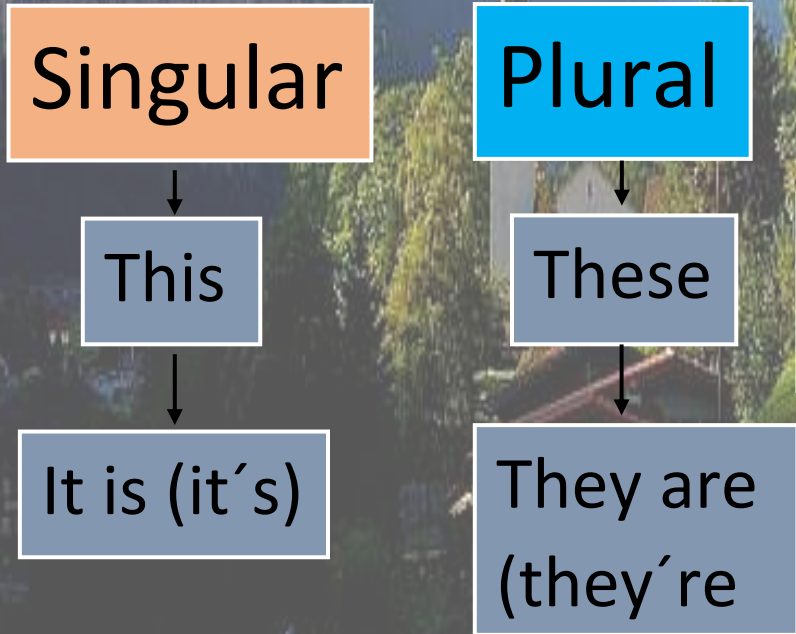 Singular
Plural
This
These
It is (it´s)
They are
(they´re